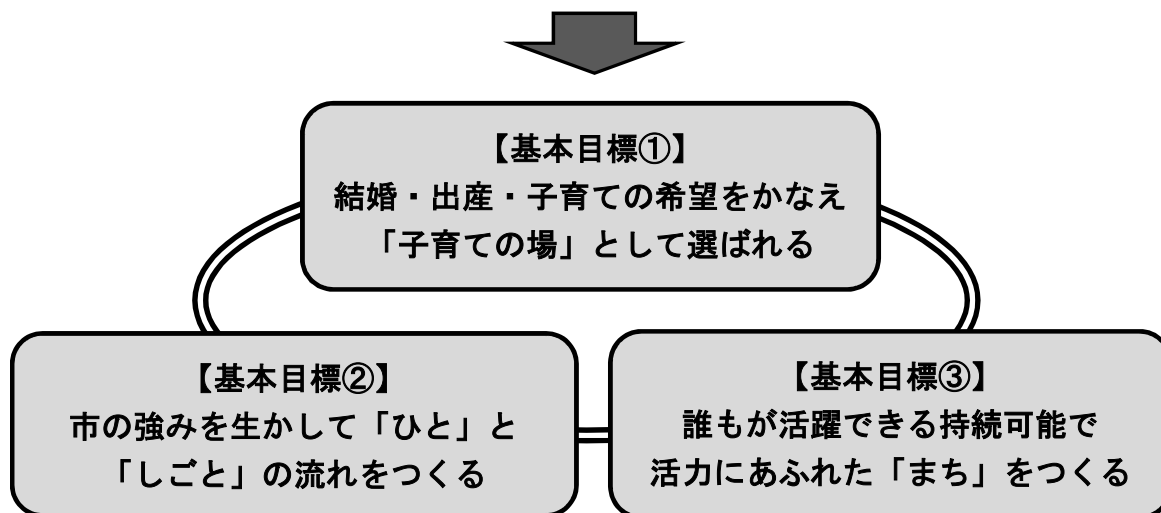 【基本目標①】
結婚・出産・子育ての希望をかなえ
「子育ての場」として選ばれる
【基本目標②】
市の強みを生かして「ひと」と
「しごと」の流れをつくる
【基本目標③】
誰もが活躍できる持続可能で
活力にあふれた「まち」をつくる